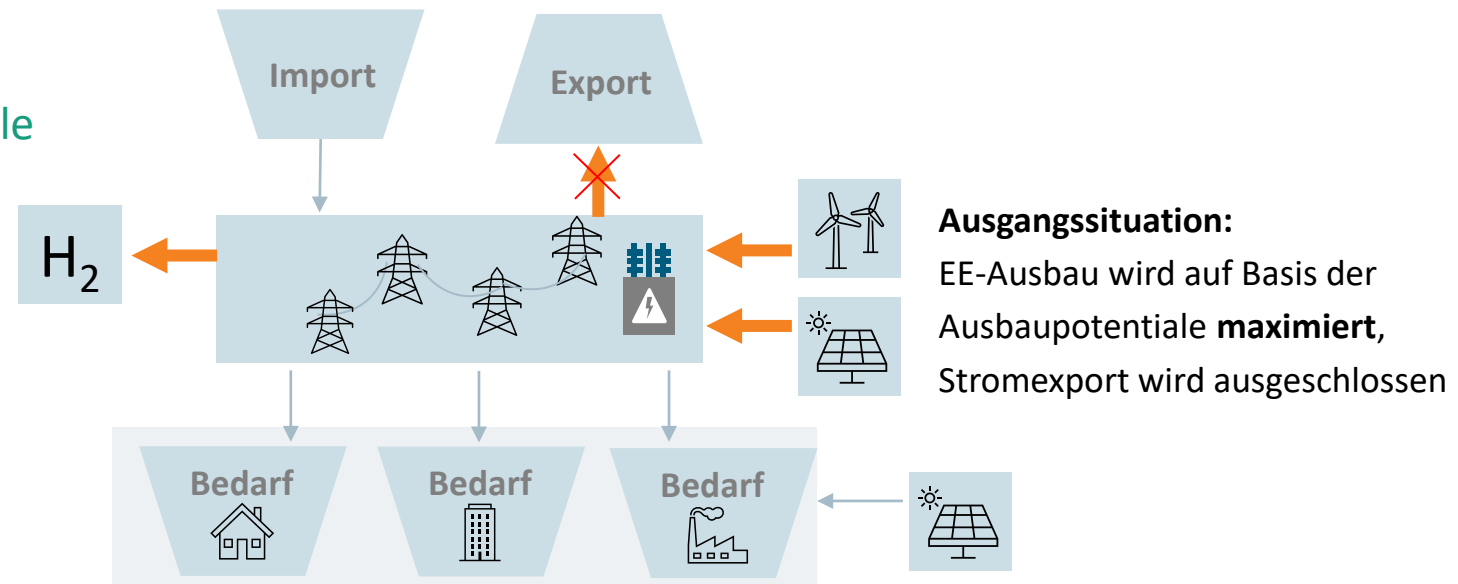 Import
Export
le
H₂
Ausgangssituation:
EE-Ausbau wird auf Basis der
Ausbaupotentiale maximiert,
Stromexport wird ausgeschlossen
Bedarf
Bedarf
Bedarf